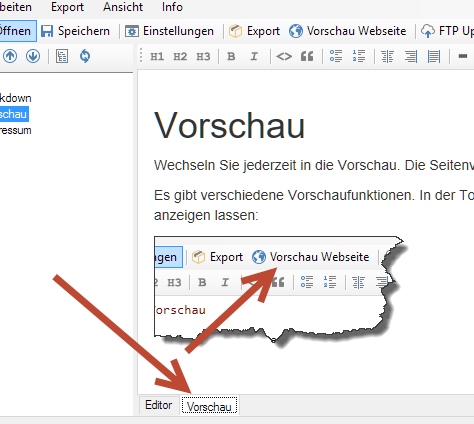 beiten Export Ansicht Info
Öffnen Speichern Einstellungen Export Vorschau Webseite FTP Up
H1 H2 H3 B I <>
kdown
schau
ressum
Vorschau
Wechseln Sie jederzeit in die Vorschau. Die Seitenv
Es gibt verschiedene Vorschaufunktionen. In der To
anzeigen lassen:
ngen Export Vorschau Webseite
2 H3 B I
orschau
Editor Vorschau